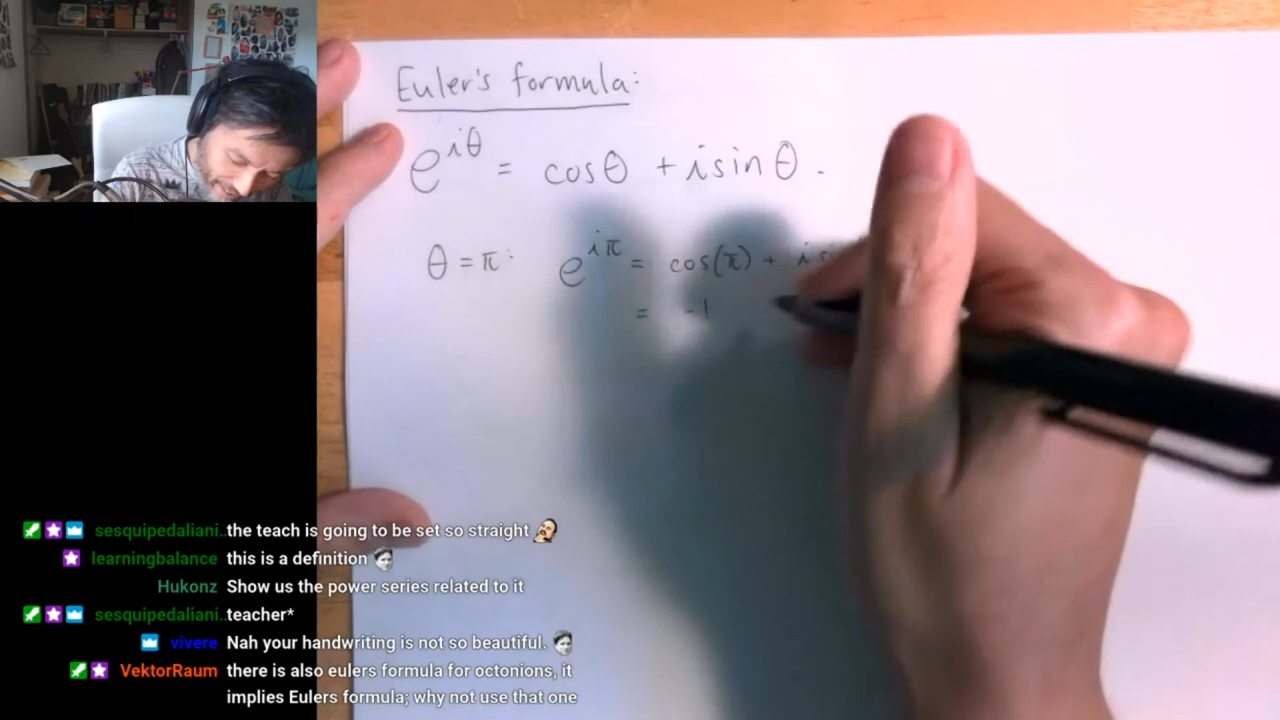 Euler's formula:
e^{iθ} = cosθ + i sin θ.
θ = π: e^{iπ} = cos(π) + i
= -1
sesquipedaliani.. the teach is going to be set so straight
learningbalance this is a definition
Hukonz Show us the power series related to it
sesquipedaliani.. teacher*
vivere Nah your handwriting is not so beautiful.
VektorRaum there is also eulers formula for octonions, it
implies Eulers formula; why not use that one